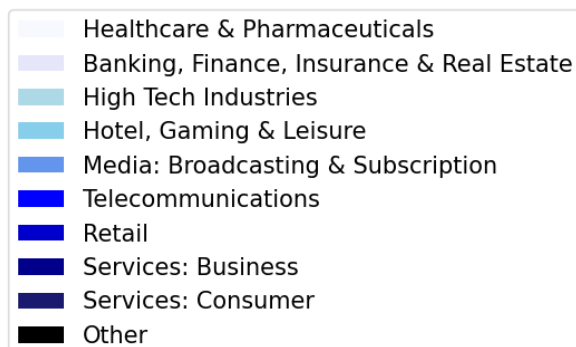 Healthcare & Pharmaceuticals
Banking, Finance, Insurance & Real Estate
High Tech Industries
Hotel, Gaming & Leisure
Media: Broadcasting & Subscription
Telecommunications
Retail
Services: Business
Services: Consumer
Other